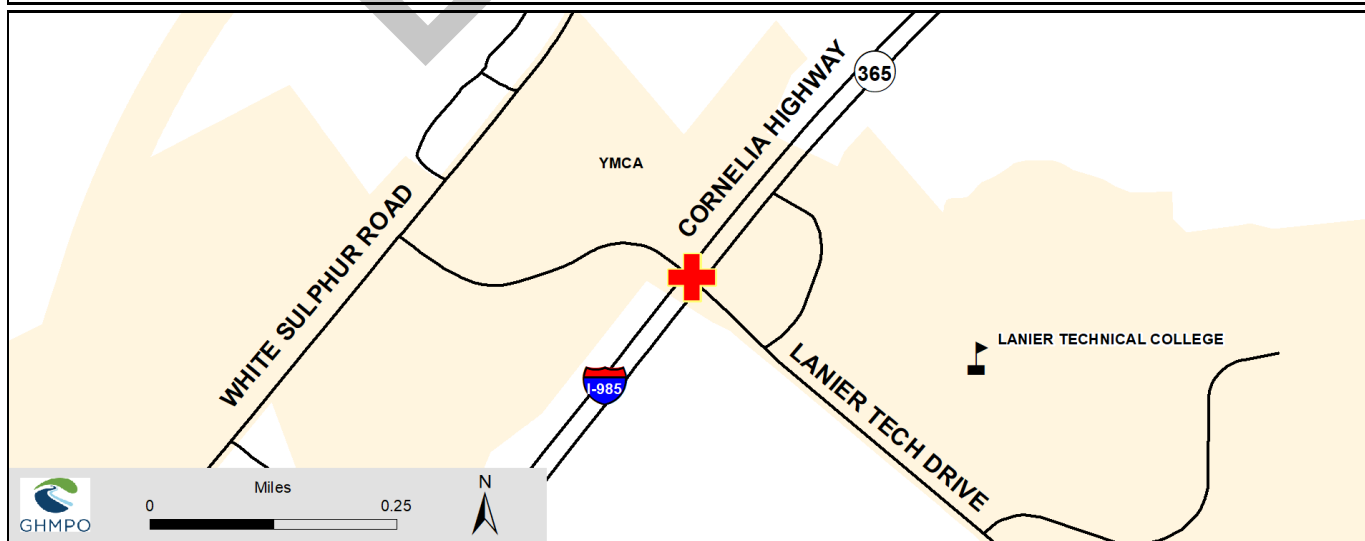 365
CORNELIA HIGHWAY
YMCA
WHITE SULPHUR ROAD
LANIER TECHNICAL COLLEGE
I-985
LANIER TECH DRIVE
GHMPO
Miles
0 0.25
N